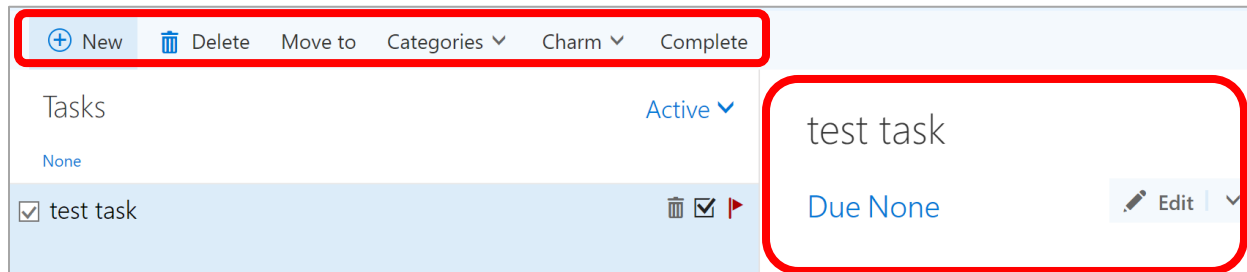 New Delete Move to Categories Charm Complete
Tasks
Active
None
test task
test task
Due None
Edit